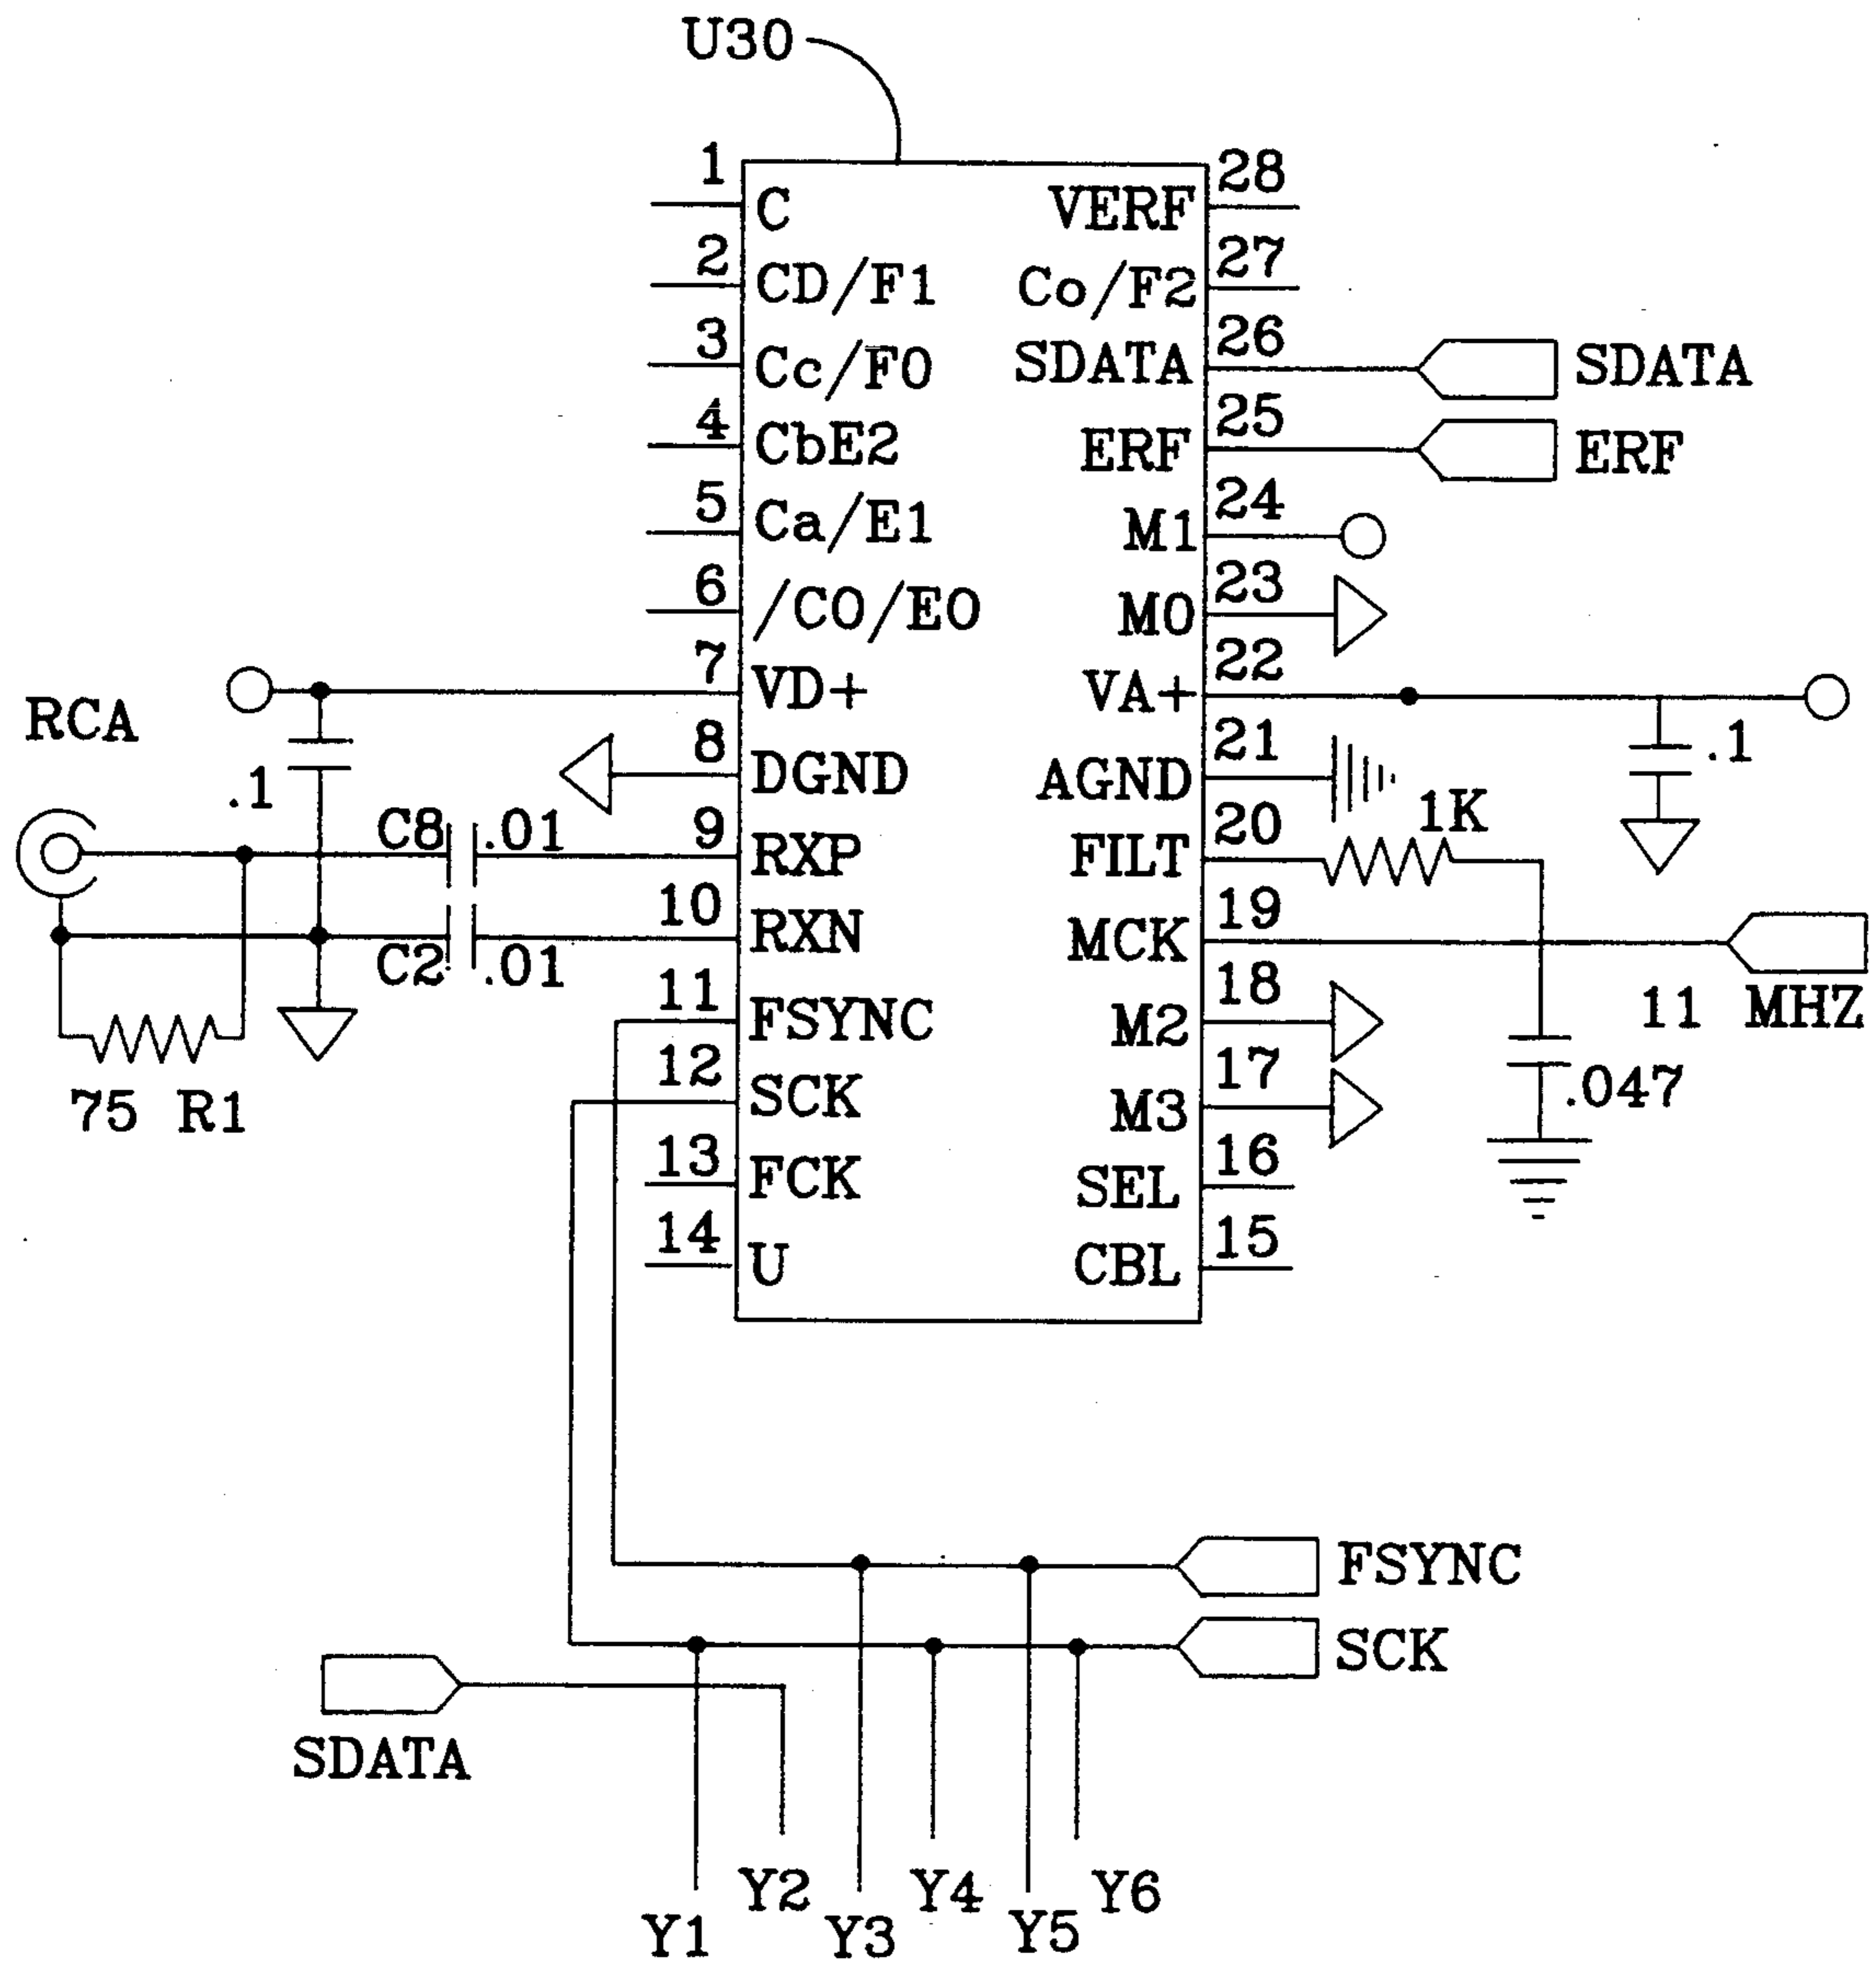 U30
1 C VERF 28
2 CD/F1 Co/F2 27
3 Cc/F0 SDATA 26 SDATA
4 CbE2 ERF 25 ERF
5 Ca/E1 M1 24
6 /C0/E0 M0 23
7 VD+ VA+ 22
RCA
.1
8 DGND AGND 21
.1
C8 .01 9 RXP FILT 20 1K
C2 .01 10 RXN MCK 19
11 MHZ
11 FSYNC M2 18
12 SCK M3 17
.047
75 R1
13 FCK SEL 16
14 U CBL 15
FSYNC
SCK
SDATA
Y1 Y2 Y3 Y4 Y5 Y6